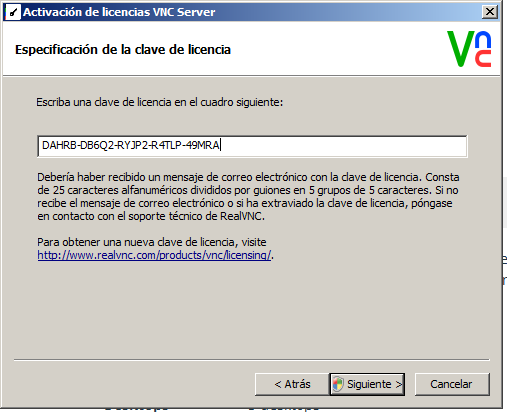 Activación de licencias VNC Server
Especificación de la clave de licencia
Vnc
Escriba una clave de licencia en el cuadro siguiente:
DAHRB-DB6Q2-RYJP2-R4TLP-49MRA
Debería haber recibido un mensaje de correo electrónico con la clave de licencia. Consta
de 25 caracteres alfanuméricos divididos por guiones en 5 grupos de 5 caracteres. Si no
recibe el mensaje de correo electrónico o si ha extraviado la clave de licencia, póngase
en contacto con el soporte técnico de RealVNC.
Para obtener una nueva clave de licencia, visite
http://www.realvnc.com/products/vnc/licensing/.
< Atrás
Siguiente >
Cancelar